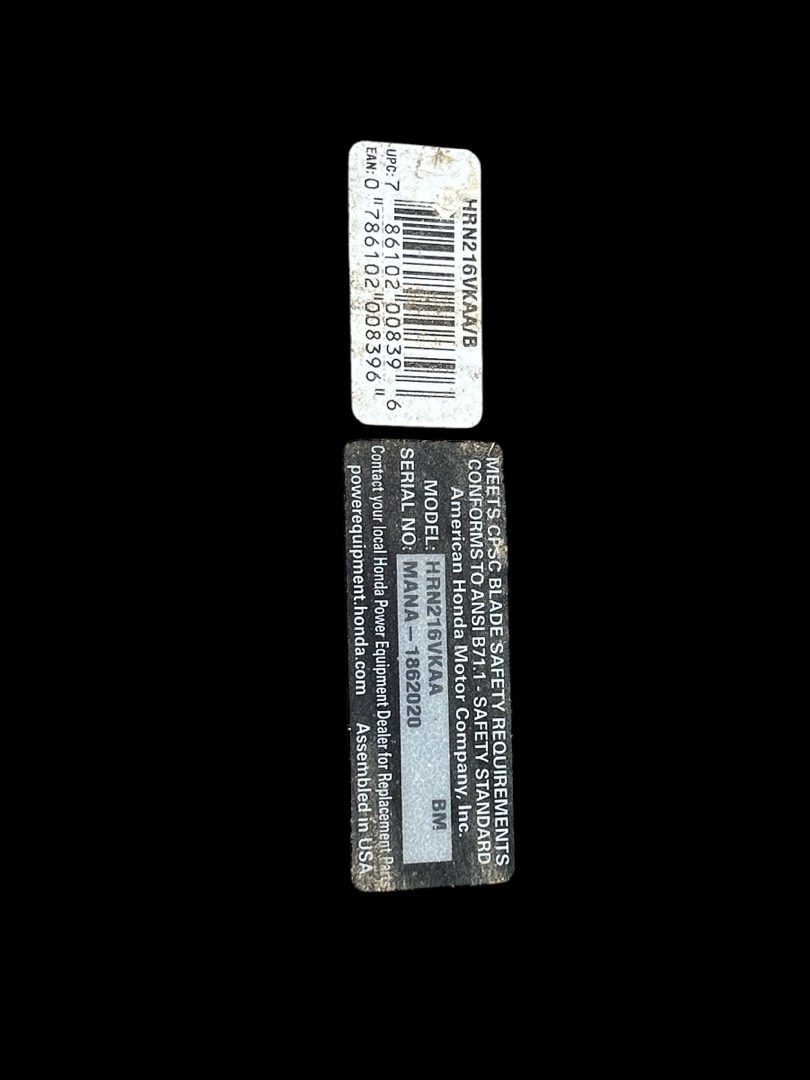 HRN216VKAA/B
UPC: 7 86102 00839 6
EAN: 0 "786102"008396"
MEETS CPSC BLADE SAFETY REQUIREMENTS
CONFORMS TO ANSI B71.1 - SAFETY STANDARD
American Honda Motor Company, Inc.
MODEL: HRN216VKAA BM
SERIAL NO: MANA - 1862020
Contact your local Honda Power Equipment Dealer for Replacement Parts
powerequipment.honda.com Assembled in USA